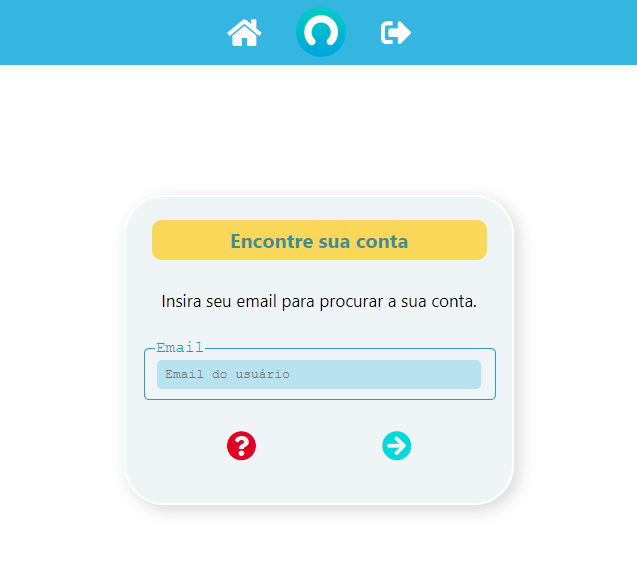 Encontre sua conta
Insira seu email para procurar a sua conta.
Email
Email do usuário
?